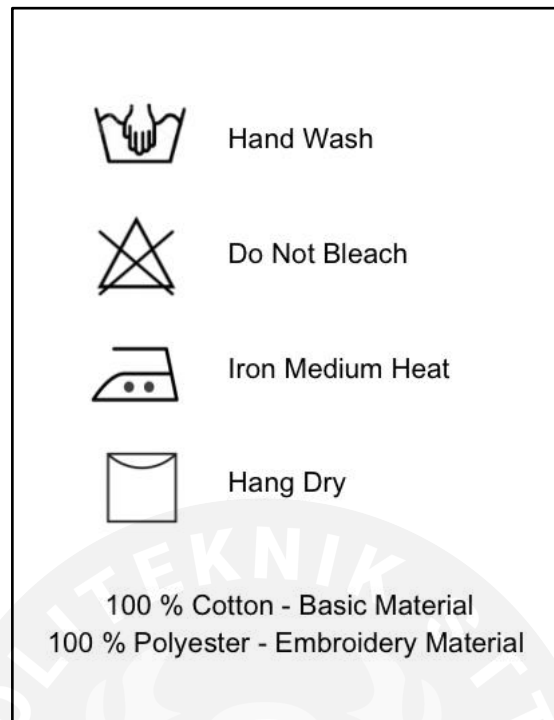 Hand Wash
Do Not Bleach
Iron Medium Heat
Hang Dry
100 % Cotton - Basic Material
100 % Polyester - Embroidery Material